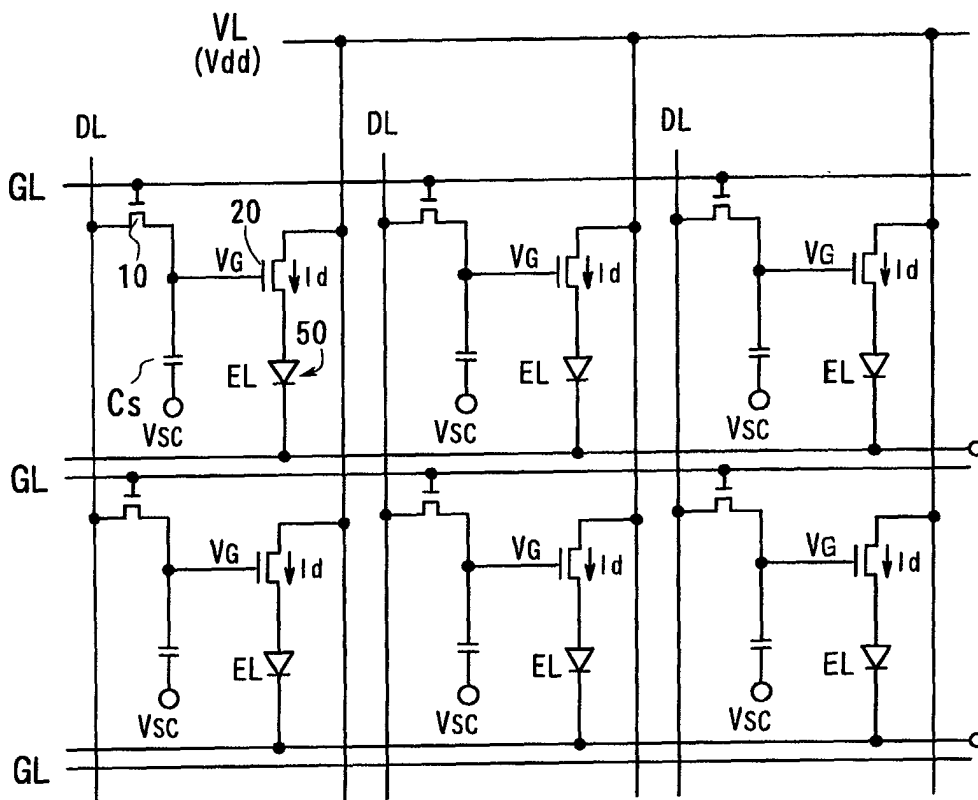 VL
(Vdd)
DL DL DL
GL
10 20 VG Id VG Id VG Id
Cs EL 50 EL EL
VSC VSC VSC
GL
VG Id VG Id VG Id
EL EL EL
VSC VSC VSC
GL